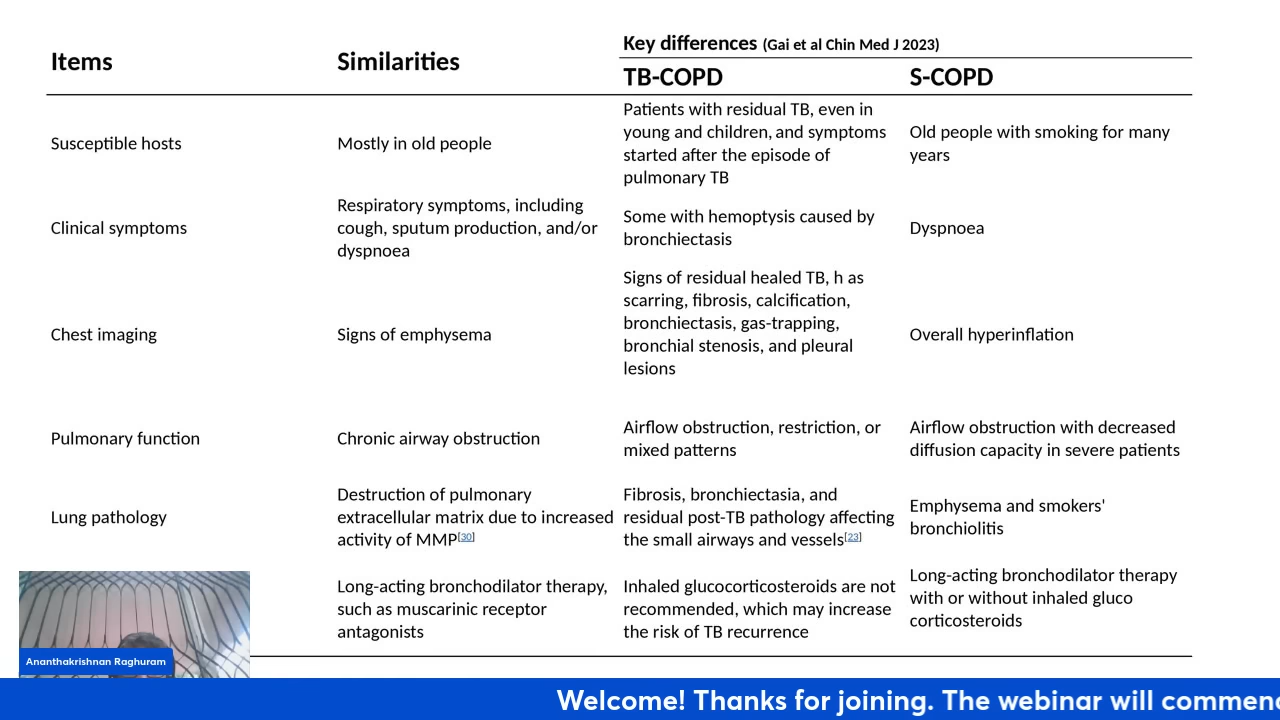 Items
Similarities
Key differences (Gai et al Chin Med J 2023)
TB-COPD
S-COPD
Susceptible hosts
Mostly in old people
Patients with residual TB, even in
young and children, and symptoms
started after the episode of
pulmonary TB
Old people with smoking for many
years
Clinical symptoms
Respiratory symptoms, including
cough, sputum production, and/or
dyspnoea
Some with hemoptysis caused by
bronchiectasis
Dyspnoea
Chest imaging
Signs of emphysema
Signs of residual healed TB, h as
scarring, fibrosis, calcification,
bronchiectasis, gas-trapping,
bronchial stenosis, and pleural
lesions
Overall hyperinflation
Pulmonary function
Chronic airway obstruction
Airflow obstruction, restriction, or
mixed patterns
Airflow obstruction with decreased
diffusion capacity in severe patients
Lung pathology
Destruction of pulmonary
extracellular matrix due to increased
activity of MMP[30]
Fibrosis, bronchiectasia, and
residual post-TB pathology affecting
the small airways and vessels[23]
Emphysema and smokers'
bronchiolitis
Long-acting bronchodilator therapy,
such as muscarinic receptor
antagonists
Inhaled glucocorticosteroids are not
recommended, which may increase
the risk of TB recurrence
Long-acting bronchodilator therapy
with or without inhaled gluco
corticosteroids
Ananthakrishnan Raghuram
Welcome! Thanks for joining. The webinar will commenc